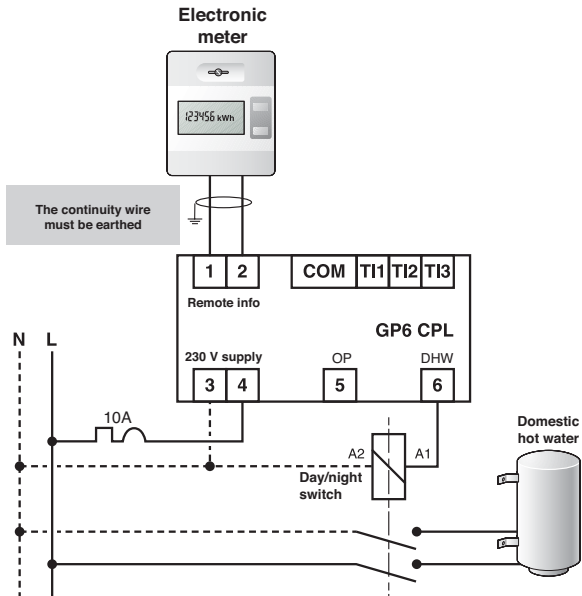 Electronic
meter
123456 kWh
The continuity wire
must be earthed
1 2 COM TI1 TI2 TI3
Remote info
GP6 CPL
N L
230 V supply OP DHW
3 4 5 6
10A
A2 A1
Day/night
switch
Domestic
hot water